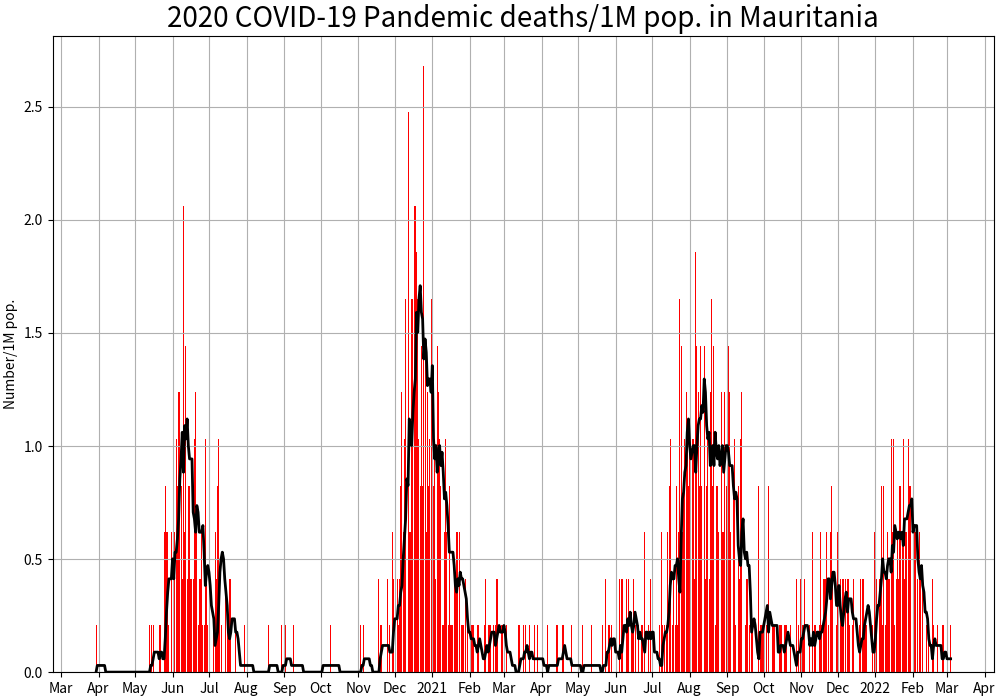 2020 COVID-19 Pandemic deaths/1M pop. in Mauritania
Number/1M pop.
2.5
2.0
1.5
1.0
0.5
0.0
Mar Apr May Jun Jul Aug Sep Oct Nov Dec 2021 Feb Mar Apr May Jun Jul Aug Sep Oct Nov Dec 2022 Feb Mar Apr